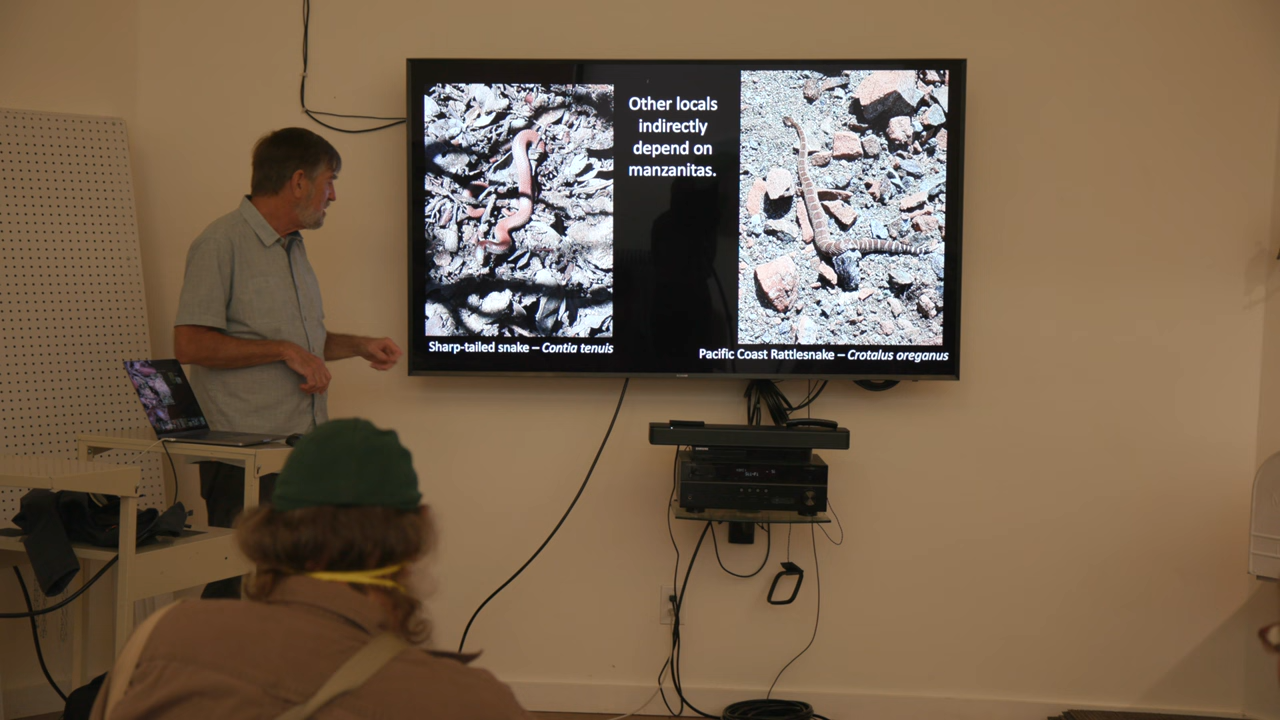 Other locals
indirectly
depend on
manzanitas.
Sharp-tailed snake – Contia tenuis
Pacific Coast Rattlesnake – Crotalus oreganus